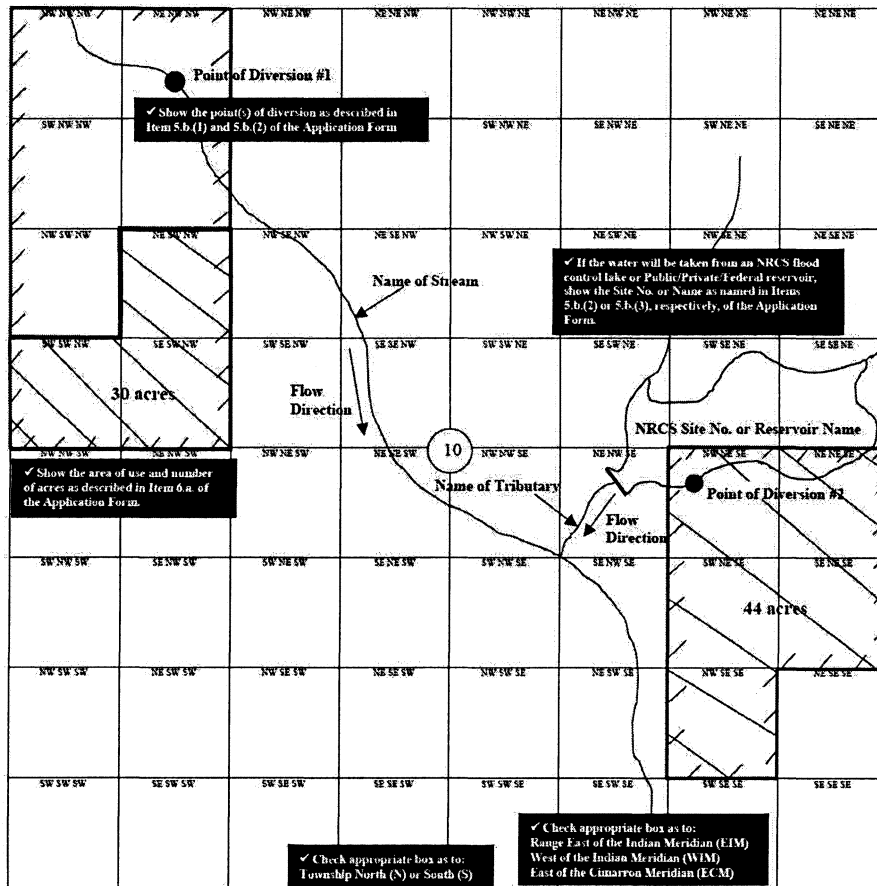 NW NW NW NE NW NW NW NE NW NE NE NW NW NW NE NE NW NE NW NE NE NE NE NE
Point of Diversion #1
✓ Show the point(s) of diversion as described in
Item 5.b.(1) and 5.b.(2) of the Application Form
SW NW NW SW NW NE SE NW NE SW NE NE SE NE NE
NW SW NW NE SW NW NW SE NW NE SE NW NW SW NE NE SW NE NW SE NE NE SE NE
✓ If the water will be taken from an NRCS flood
control lake or Public/Private/Federal reservoir,
show the Site No. or Name as named in Items
5.b.(2) or 5.b.(3), respectively, of the Application
Form.
Name of Stream
SW SW NW SE SW NW SW SE NW SE SE NW SW SW NE SE SW NE SW SE NE SE SE NE
30 acres
Flow
Direction
NRCS Site No. or Reservoir Name
10
NW NW SW NE NW SW NW NE SW NE NE SW NW NW SE NE NW SE NW NE SE NE NE SE
✓ Show the area of use and number
of acres as described in Item 6.a. of
the Application Form.
Name of Tributary
Point of Diversion #2
Flow
Direction
SW NW SW SE NW SW SW NE SW SE NE SW SW NW SE SE NW SE SW NE SE SE NE SE
44 acres
NW SW SW NE SW SW NW SE SW NE SE SW NW SW SE NE SW SE NW SE SE NE SE SE
SW SW SW SE SW SW SW SE SW SE SE SW SW SW SE SE SW SE SW SE SE SE SE SE
✓ Check appropriate box as to:
Township North (N) or South (S)
✓ Check appropriate box as to:
Range East of the Indian Meridian (EIM)
West of the Indian Meridian (WIM)
East of the Cimarron Meridian (ECM)